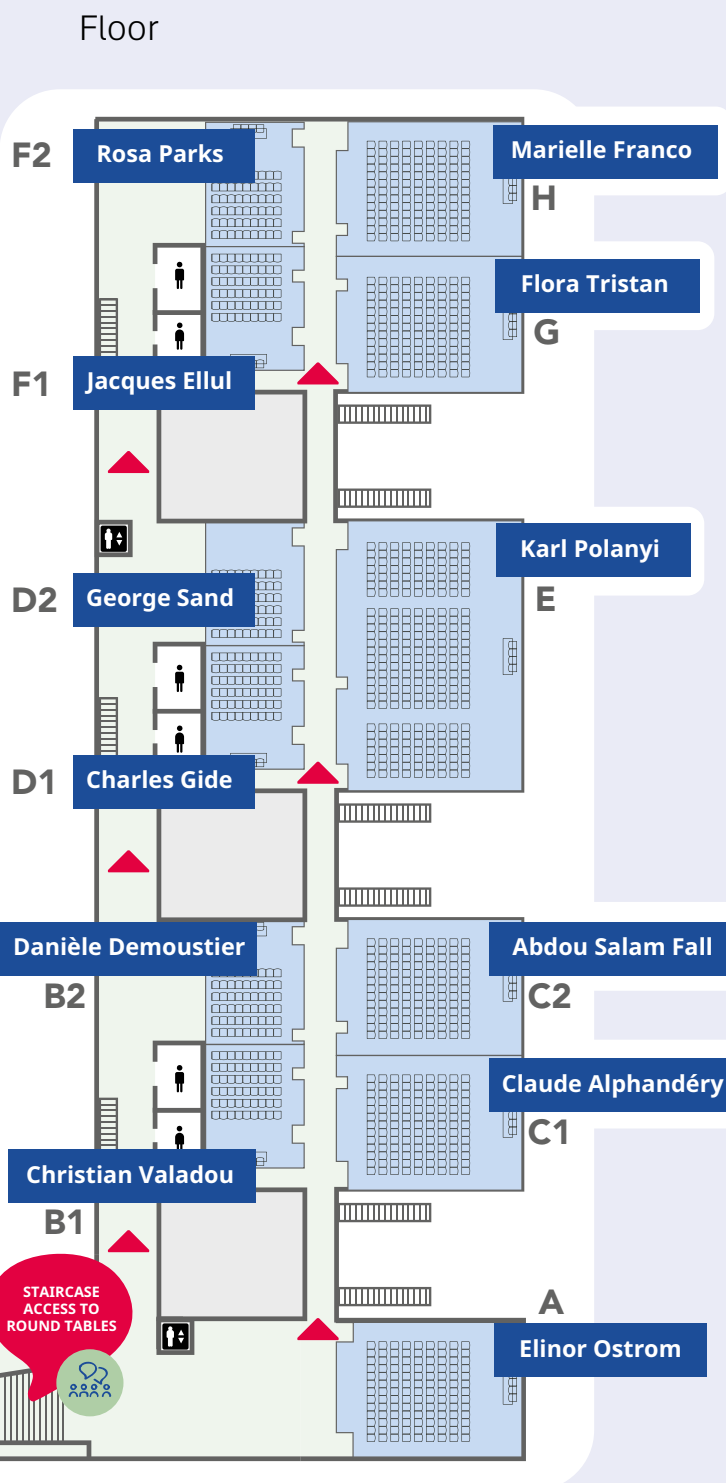 Floor
F2
Rosa Parks
Marielle Franco
H
Flora Tristan
G
F1
Jacques Ellul
Karl Polanyi
E
D2
George Sand
D1
Charles Gide
Danièle Demoustier
B2
Abdou Salam Fall
C2
Claude Alphandéry
C1
Christian Valadou
B1
STAIRCASE
ACCESS TO
ROUND TABLES
A
Elinor Ostrom